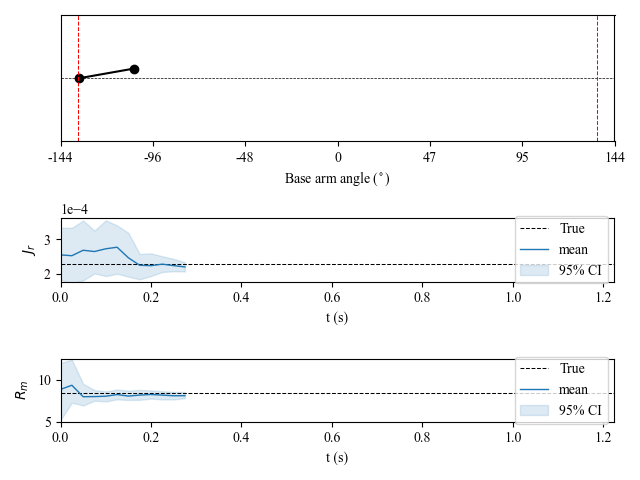 -144 -96 -48 0 47 95 144
Base arm angle (°)
1e−4
3
2
J_r
True
mean
95% CI
0.0 0.2 0.4 0.6 0.8 1.0 1.2
t (s)
10
5
R_m
True
mean
95% CI
0.0 0.2 0.4 0.6 0.8 1.0 1.2
t (s)